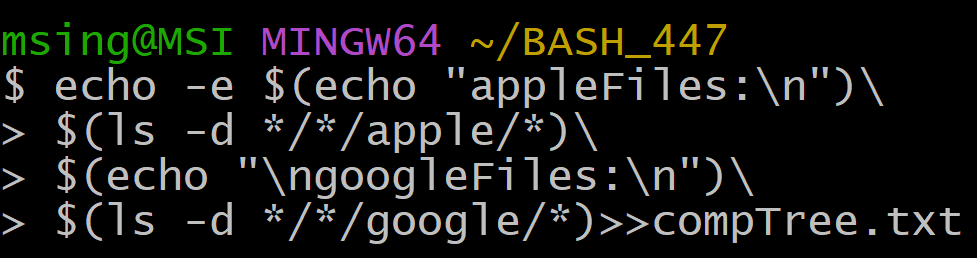 msing@MSI MINGW64 ~/BASH_447
$ echo -e $(echo "appleFiles:\n")\
> $(ls -d */*/apple/*)\
> $(echo "\ngoogleFiles:\n")\
> $(ls -d */*/google/*)>>compTree.txt